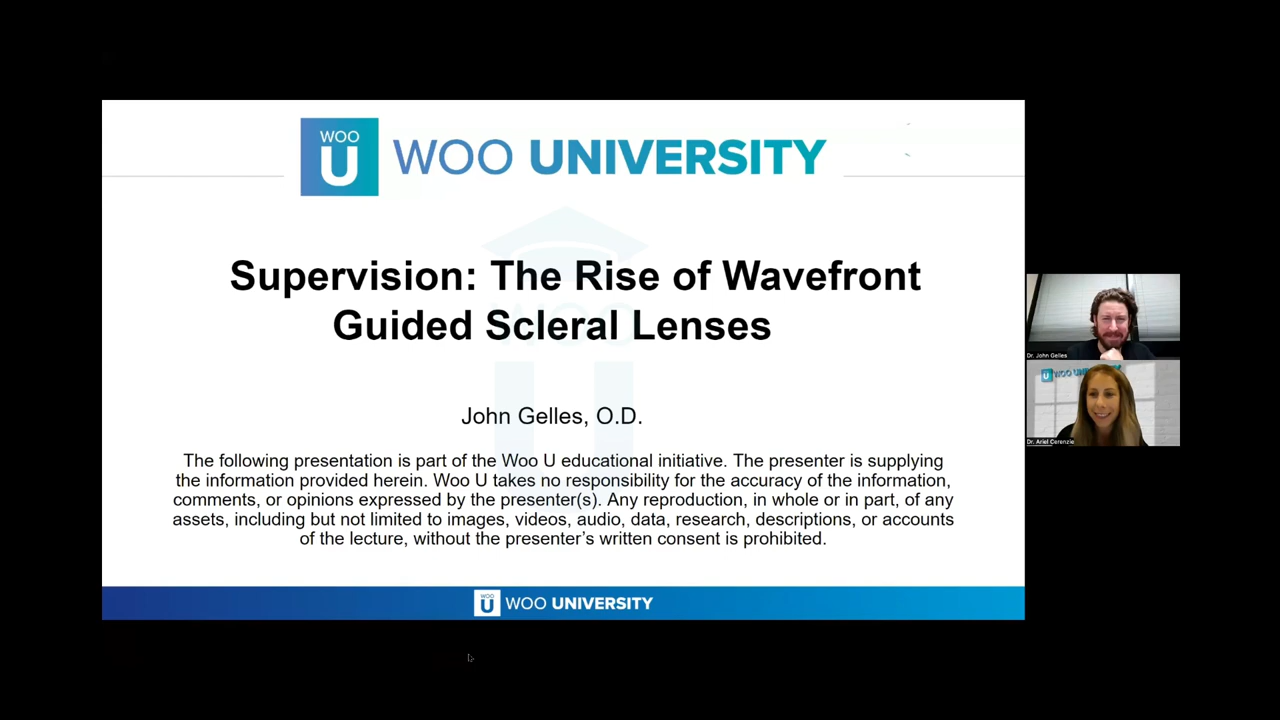 WOO
U
WOO UNIVERSITY
Supervision: The Rise of Wavefront
Guided Scleral Lenses
John Gelles, O.D.
The following presentation is part of the Woo U educational initiative. The presenter is supplying
the information provided herein. Woo U takes no responsibility for the accuracy of the information,
comments, or opinions expressed by the presenter(s). Any reproduction, in whole or in part, of any
assets, including but not limited to images, videos, audio, data, research, descriptions, or accounts
of the lecture, without the presenter's written consent is prohibited.
WOO
U
WOO UNIVERSITY
Dr. John Gelles
U WOO UNIVERSITY
Dr. Ariel Cerenzie